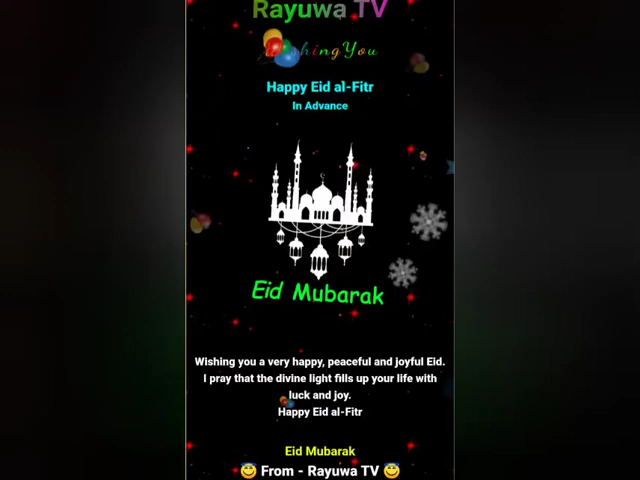 Rayuwa TV
Wishing You
Happy Eid al-Fitr
In Advance
Eid Mubarak
Wishing you a very happy, peaceful and joyful Eid.
I pray that the divine light fills up your life with
luck and joy.
Happy Eid al-Fitr
Eid Mubarak
😇 From - Rayuwa TV 😇